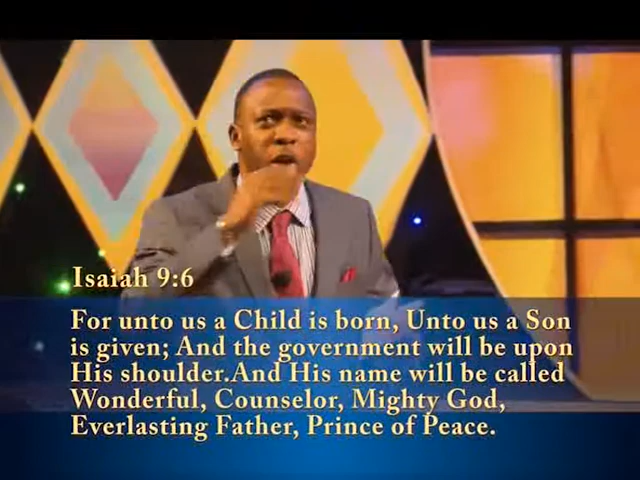 Isaiah 9:6
For unto us a Child is born, Unto us a Son
is given; And the government will be upon
His shoulder.And His name will be called
Wonderful, Counselor, Mighty God,
Everlasting Father, Prince of Peace.